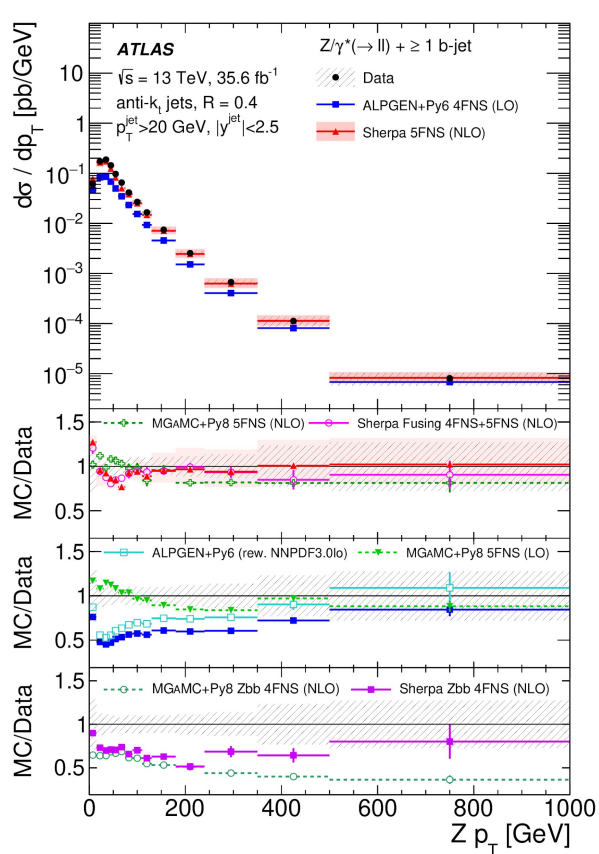 ATLAS
√s = 13 TeV, 35.6 fb⁻¹
anti-kₜ jets, R = 0.4
p_T^jet>20 GeV, |y^jet|<2.5
Z/γ*(→ ll) + ≥ 1 b-jet
Data
ALPGEN+Py6 4FNS (LO)
Sherpa 5FNS (NLO)
dσ / dp_T [pb/GeV]
10
1
10⁻¹
10⁻²
10⁻³
10⁻⁴
10⁻⁵
MGAMC+Py8 5FNS (NLO) Sherpa Fusing 4FNS+5FNS (NLO)
MC/Data
1.5
1
0.5
ALPGEN+Py6 (rew. NNPDF3.0lo) MGAMC+Py8 5FNS (LO)
MC/Data
1.5
1
0.5
MGAMC+Py8 Zbb 4FNS (NLO) Sherpa Zbb 4FNS (NLO)
MC/Data
1.5
1
0.5
0 200 400 600 800 1000
Z p_T [GeV]